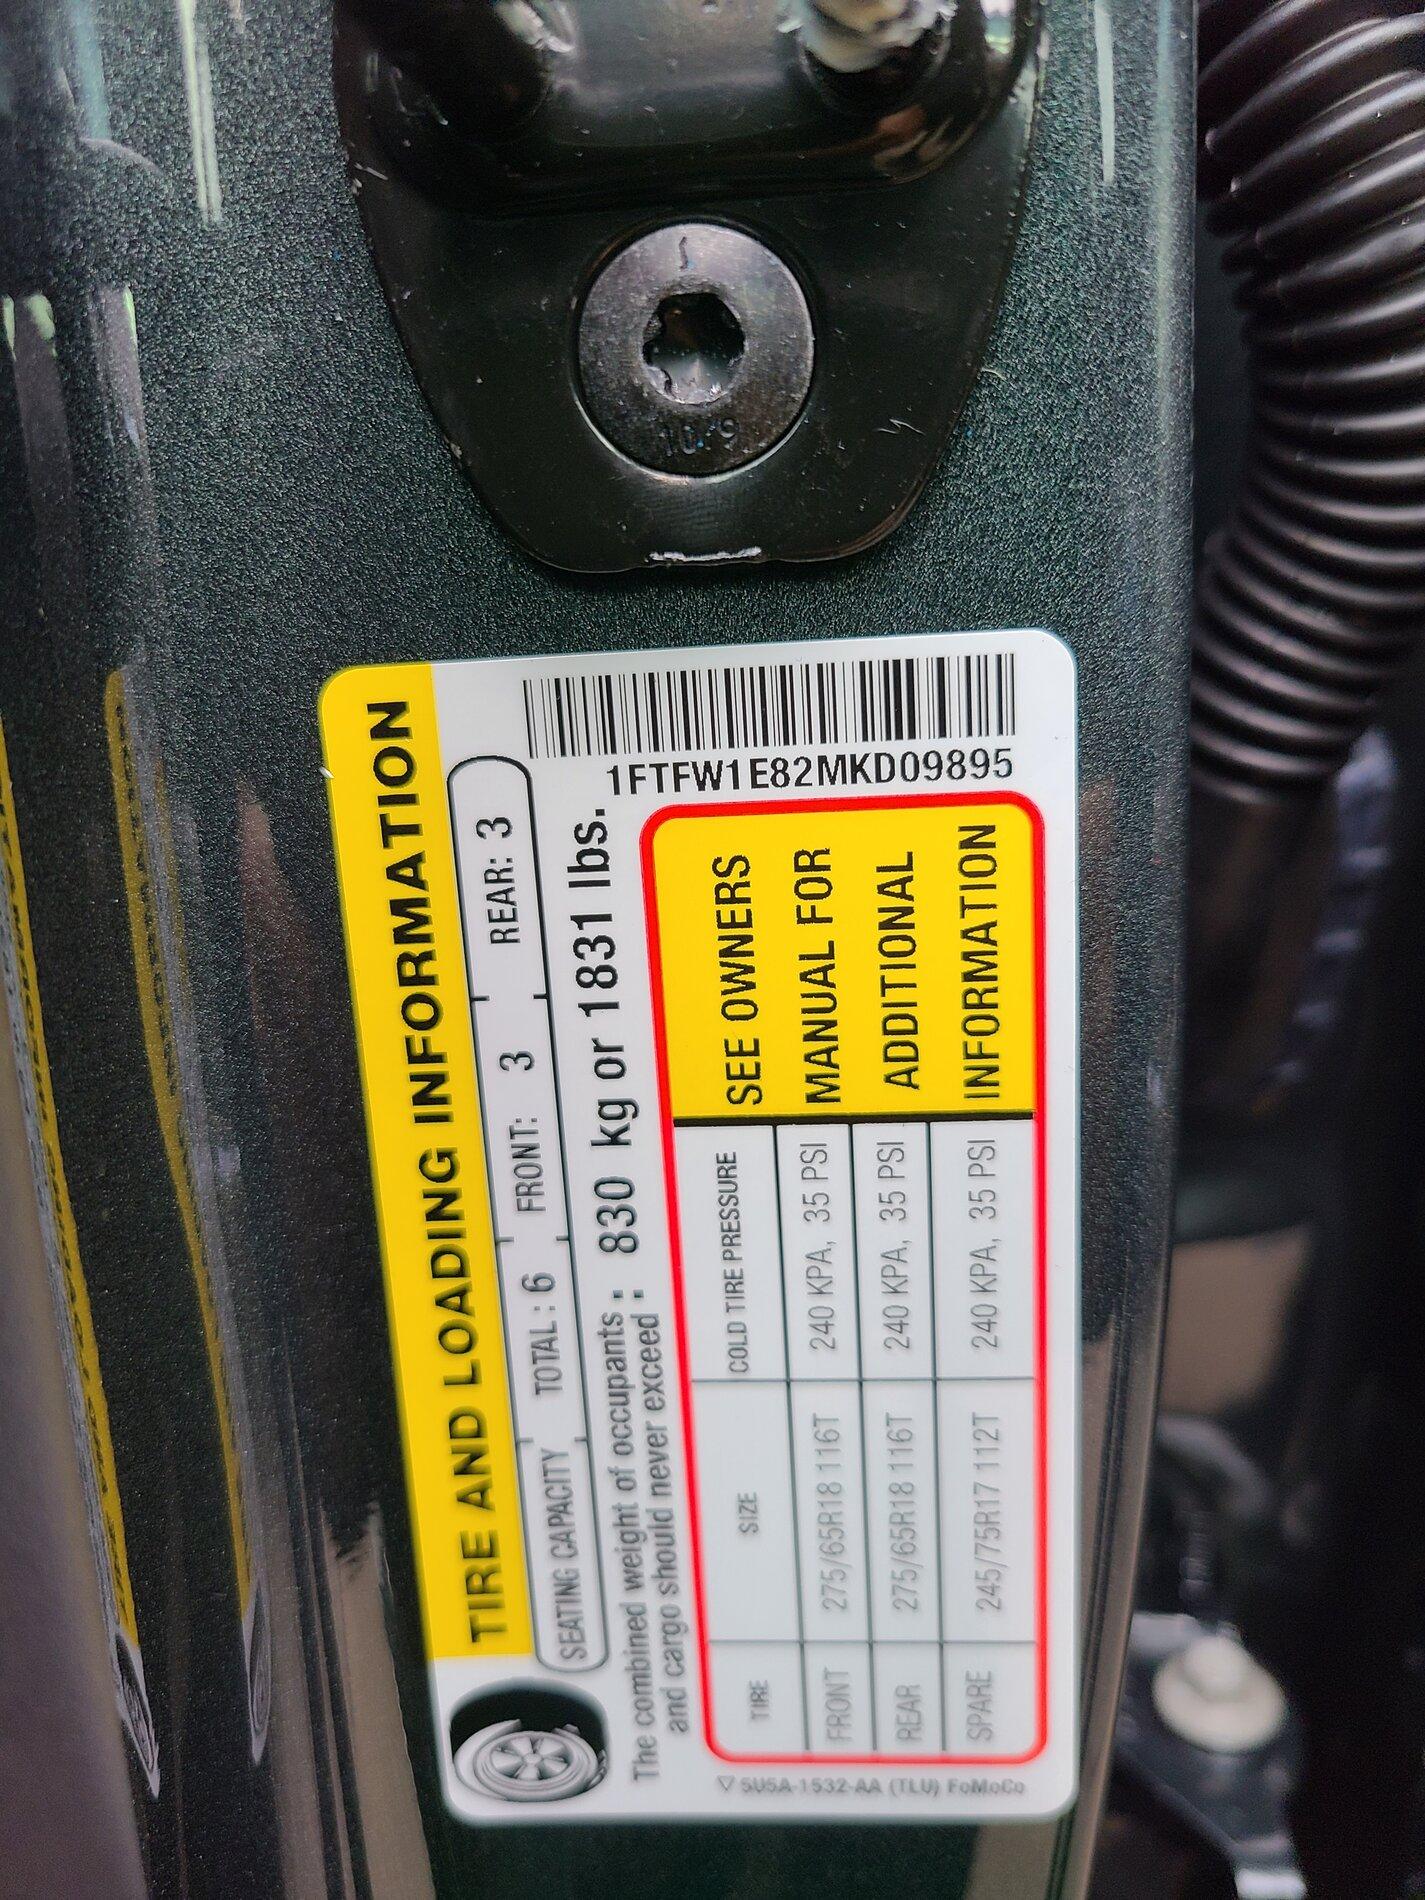 10.9
1FTFW1E82MKD09895
TIRE AND LOADING INFORMATION
SEATING CAPACITY TOTAL : 6 FRONT: 3 REAR: 3
The combined weight of occupants :
and cargo should never exceed : 830 kg or 1831 lbs.
TIRE SIZE COLD TIRE PRESSURE
FRONT 275/65R18 116T 240 KPA, 35 PSI
REAR 275/65R18 116T 240 KPA, 35 PSI
SPARE 245/75R17 112T 240 KPA, 35 PSI
SEE OWNERS
MANUAL FOR
ADDITIONAL
INFORMATION
5U5A-1532-AA (TLU) FoMoCo